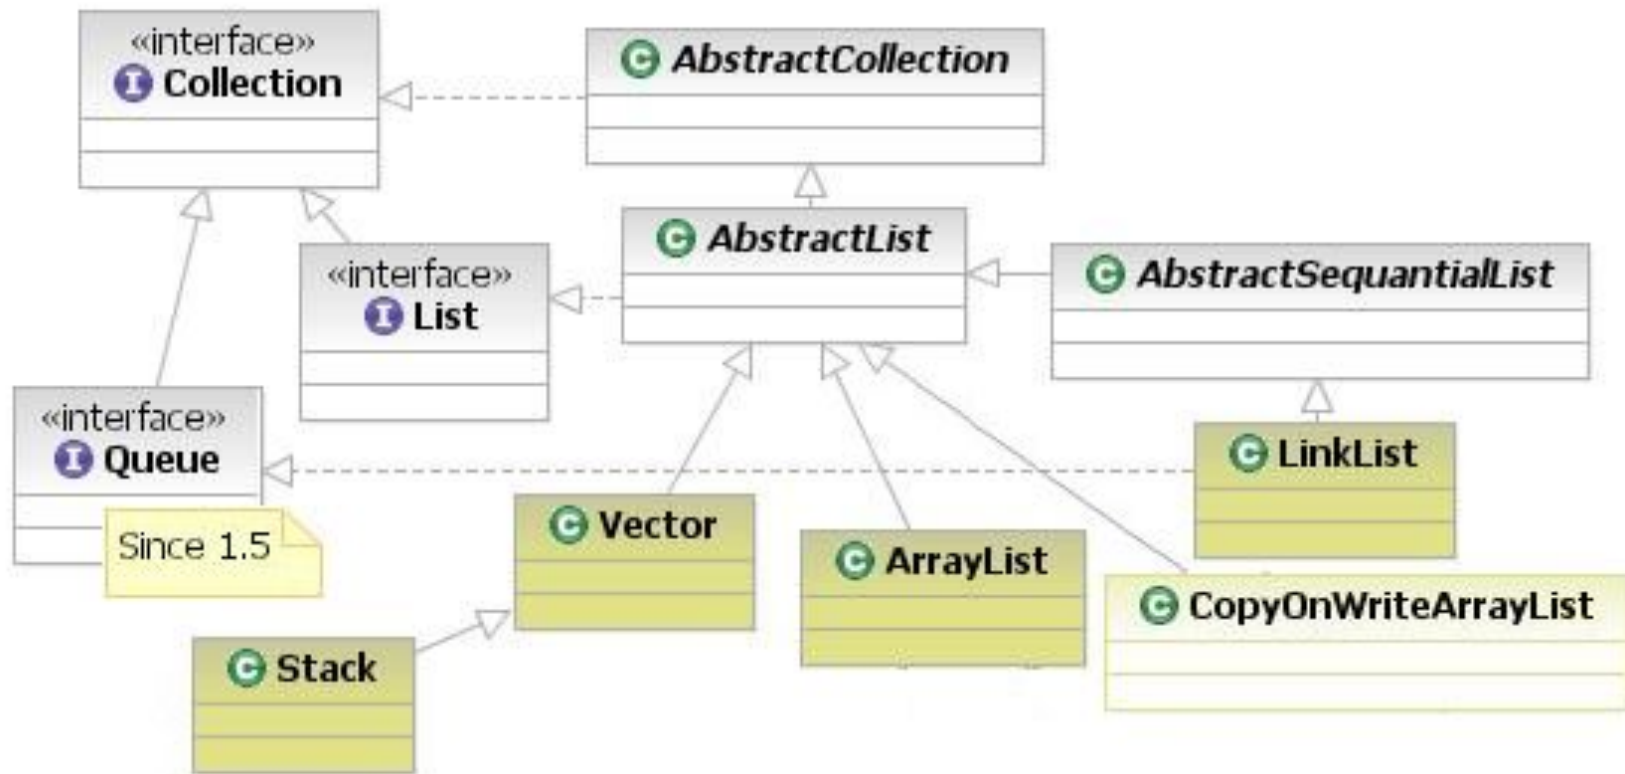 «interface»
I Collection
C AbstractCollection
C AbstractList
«interface»
I List
C AbstractSequantialList
«interface»
I Queue
Since 1.5
C LinkList
C Vector
C ArrayList
C CopyOnWriteArrayList
C Stack